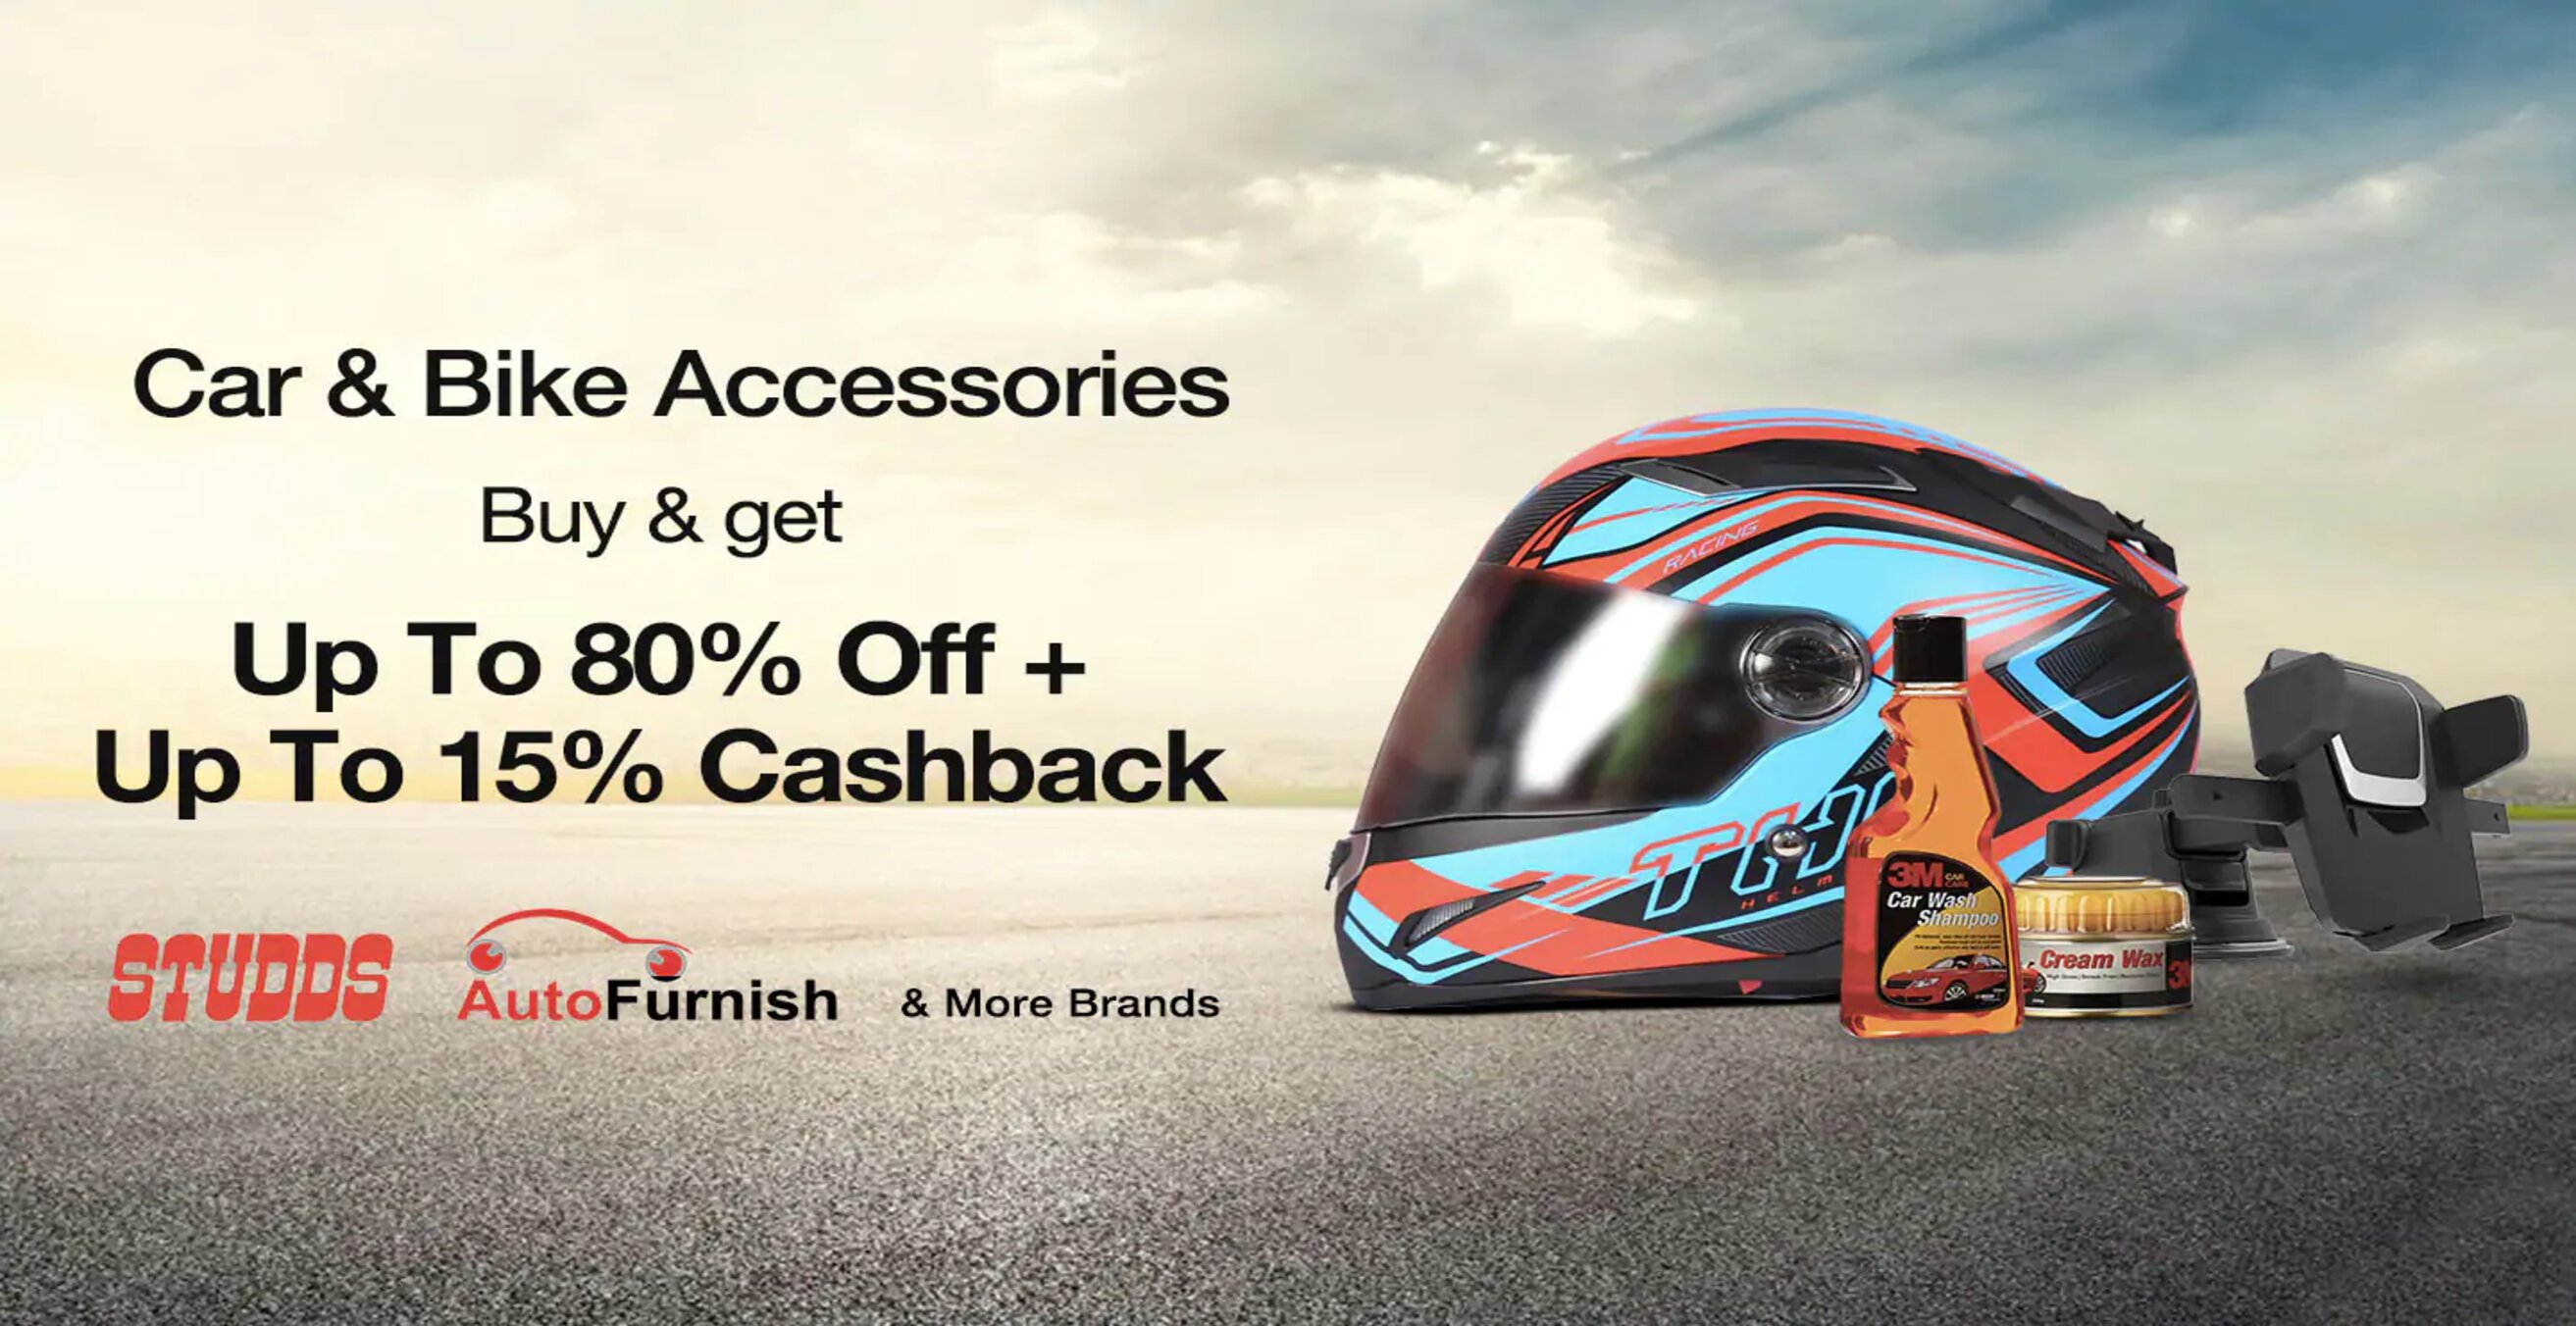 Car & Bike Accessories
Buy & get
Up To 80% Off +
Up To 15% Cashback
STUDDS
AutoFurnish
& More Brands
RACING
3M CAR CARE
Car Wash
Shampoo
Cream Wax
3M